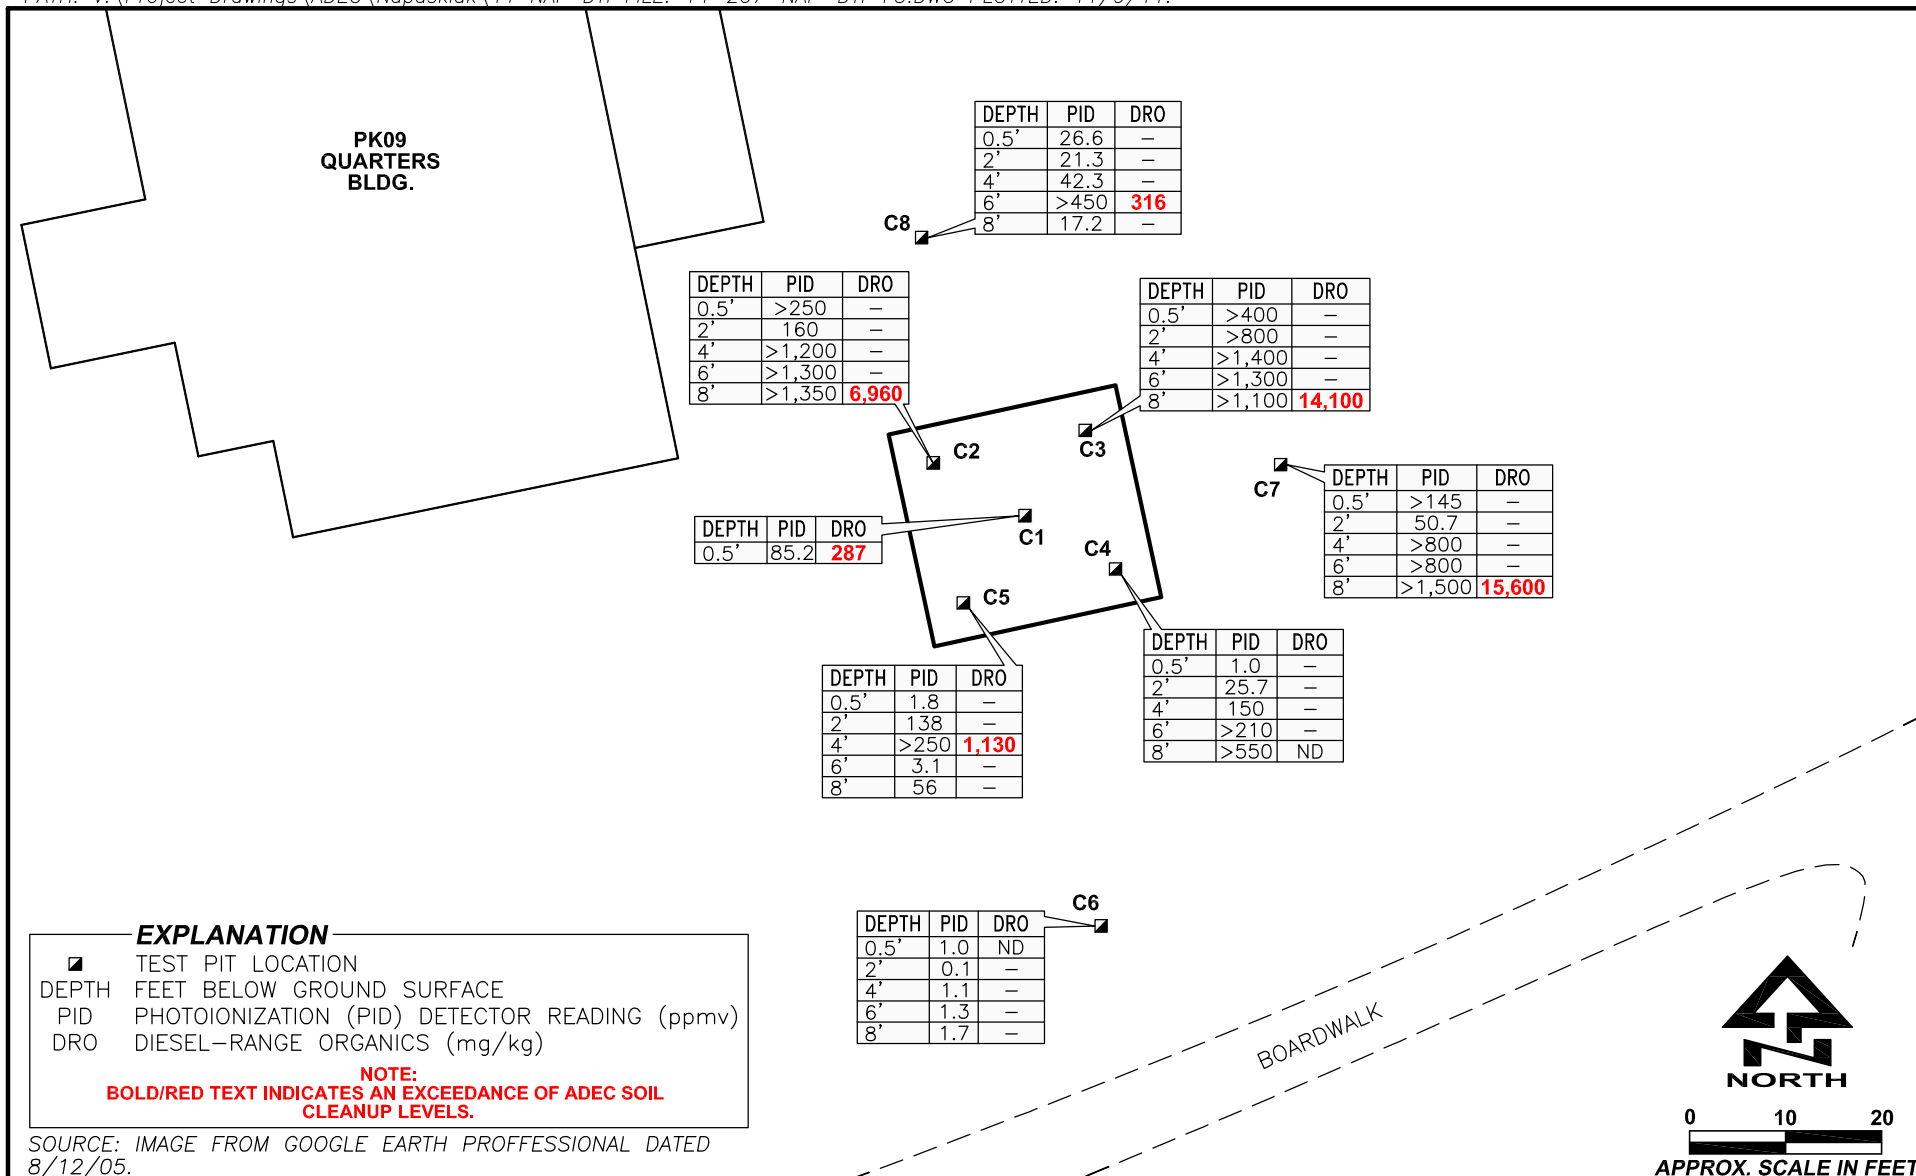 PK09
QUARTERS
BLDG.
DEPTH PID DRO
0.5' 26.6 –
2' 21.3 –
4' 42.3 –
6' >450 316
8' 17.2 –
C8
DEPTH PID DRO
0.5' >250 –
2' 160 –
4' >1,200 –
6' >1,300 –
8' >1,350 6,960
C2
DEPTH PID DRO
0.5' >400 –
2' >800 –
4' >1,400 –
6' >1,300 –
8' >1,100 14,100
C3
C7
DEPTH PID DRO
0.5' >145 –
2' 50.7 –
4' >800 –
6' >800 –
8' >1,500 15,600
DEPTH PID DRO
0.5' 85.2 287
C1
C4
DEPTH PID DRO
0.5' 1.0 –
2' 25.7 –
4' 150 –
6' >210 –
8' >550 ND
C5
DEPTH PID DRO
0.5' 1.8 –
2' 138 –
4' >250 1,130
6' 3.1 –
8' 56 –
C6
DEPTH PID DRO
0.5' 1.0 ND
2' 0.1 –
4' 1.1 –
6' 1.3 –
8' 1.7 –
BOARDWALK
EXPLANATION
TEST PIT LOCATION
DEPTH FEET BELOW GROUND SURFACE
PID PHOTOIONIZATION (PID) DETECTOR READING (ppmv)
DRO DIESEL-RANGE ORGANICS (mg/kg)
NOTE:
BOLD/RED TEXT INDICATES AN EXCEEDANCE OF ADEC SOIL
CLEANUP LEVELS.
SOURCE: IMAGE FROM GOOGLE EARTH PROFFESSIONAL DATED
8/12/05.
N
NORTH
0 10 20
APPROX. SCALE IN FEET